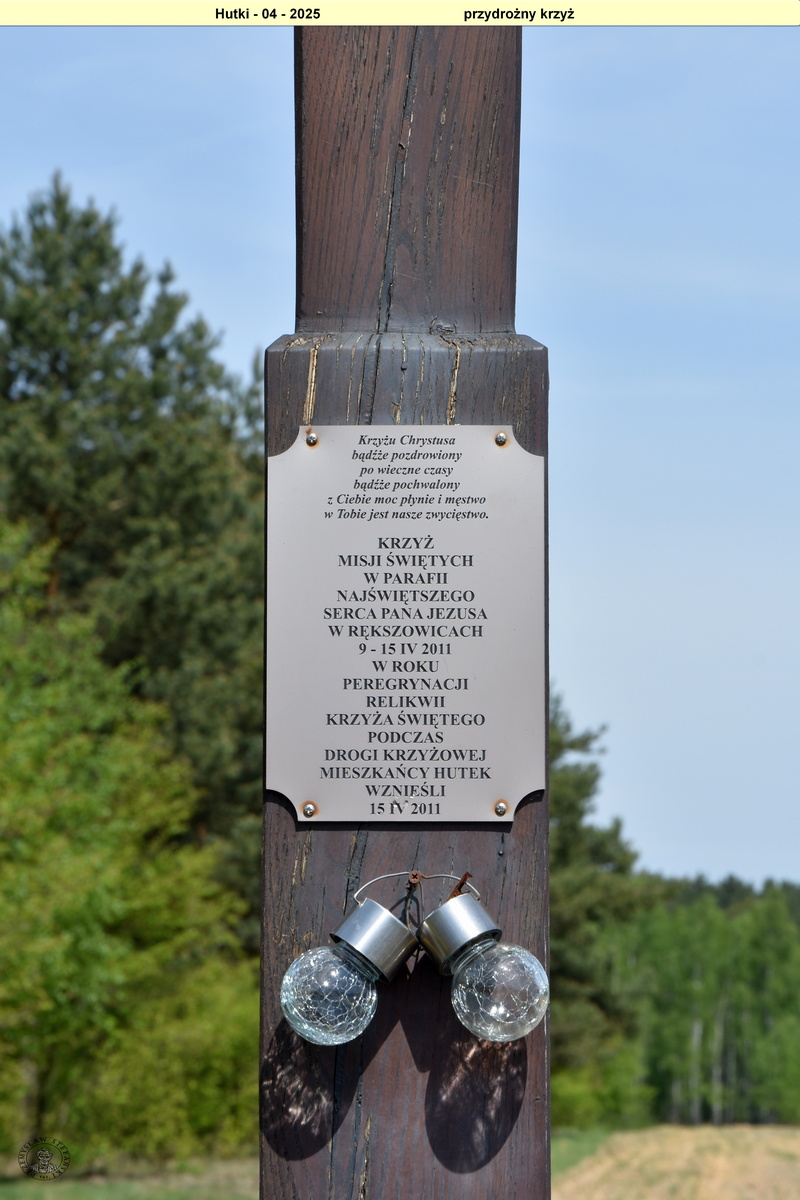 Hutki - 04 - 2025 przydrożny krzyż
Krzyżu Chrystusa
bądźże pozdrowiony
po wieczne czasy
bądźże pochwalony
z Ciebie moc płynie i męstwo
w Tobie jest nasze zwycięstwo.
KRZYŻ
MISJI ŚWIĘTYCH
W PARAFII
NAJŚWIĘTSZEGO
SERCA PANA JEZUSA
W RĘKSZOWICACH
9 - 15 IV 2011
W ROKU
PEREGRYNACJI
RELIKWII
KRZYŻA ŚWIĘTEGO
PODCZAS
DROGI KRZYŻOWEJ
MIESZKAŃCY HUTEK
WZNIEŚLI
15 IV 2011